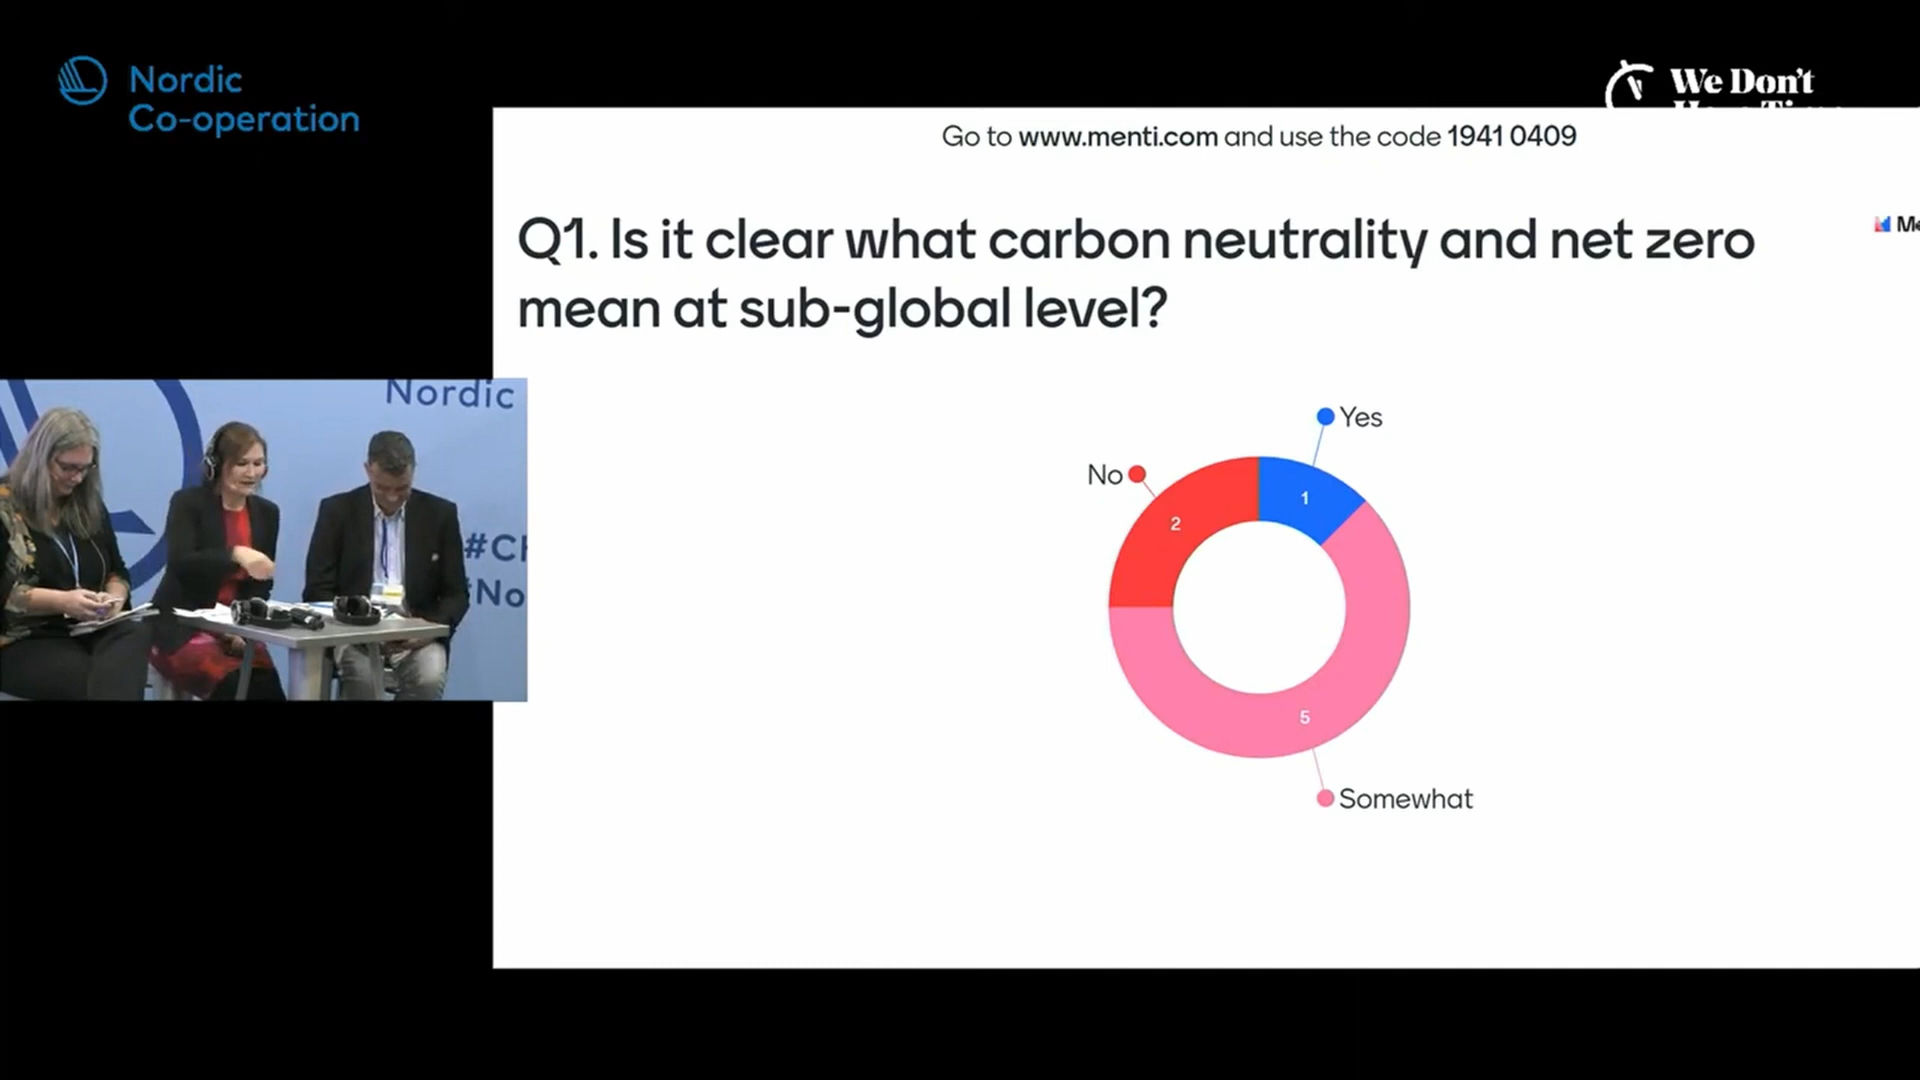 Nordic
Co-operation
We Don't
Go to www.menti.com and use the code 1941 0409
Q1. Is it clear what carbon neutrality and net zero
mean at sub-global level?
Yes
No
1
2
5
Somewhat
Nordic